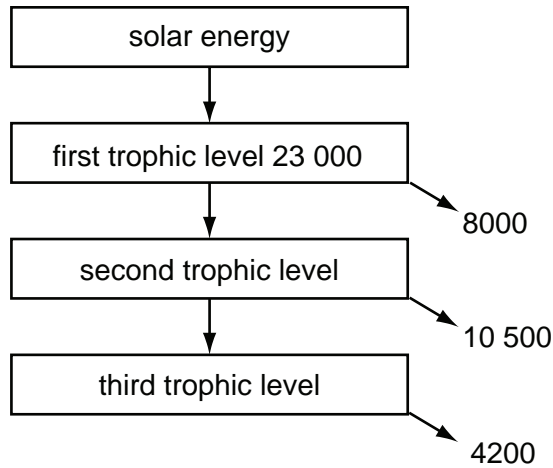 solar energy
first trophic level 23 000
8000
second trophic level
10 500
third trophic level
4200